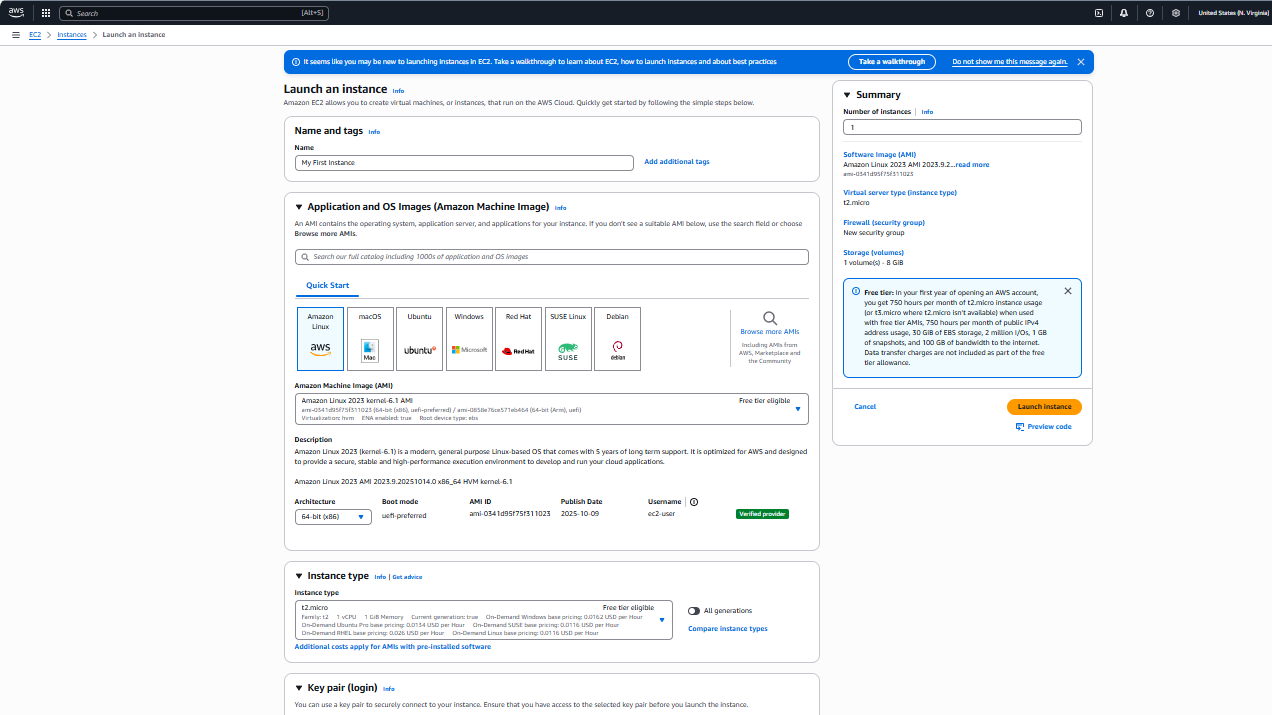 aws
Search
[Alt+S]
United States (N. Virginia)
EC2 > Instances > Launch an instance
It seems like you may be new to launching instances in EC2. Take a walkthrough to learn about EC2, how to launch instances and about best practices
Take a walkthrough
Do not show me this message again.
Launch an instance Info
Amazon EC2 allows you to create virtual machines, or instances, that run on the AWS Cloud. Quickly get started by following the simple steps below.
Name and tags Info
Name
My First Instance
Add additional tags
Application and OS Images (Amazon Machine Image) Info
An AMI contains the operating system, application server, and applications for your instance. If you don't see a suitable AMI below, use the search field or choose
Browse more AMIs.
Search our full catalog including 1000s of application and OS images
Quick Start
Amazon
Linux
aws
macOS
Mac
Ubuntu
ubuntu
Windows
Microsoft
Red Hat
Red Hat
SUSE Linux
SUSE
Debian
debian
Browse more AMIs
Including AMIs from
AWS, Marketplace and
the Community
Amazon Machine Image (AMI)
Amazon Linux 2023 kernel-6.1 AMI
Free tier eligible
ami-0341d95f75f311023 (64-bit (x86), uefi-preferred) / ami-0858e76ce571eb464 (64-bit (Arm), uefi)
Virtualization: hvm ENA enabled: true Root device type: ebs
Description
Amazon Linux 2023 (kernel-6.1) is a modern, general purpose Linux-based OS that comes with 5 years of long term support. It is optimized for AWS and designed
to provide a secure, stable and high-performance execution environment to develop and run your cloud applications.
Amazon Linux 2023 AMI 2023.9.20251014.0 x86_64 HVM kernel-6.1
Architecture
64-bit (x86)
Boot mode
uefi-preferred
AMI ID
ami-0341d95f75f311023
Publish Date
2025-10-09
Username
ec2-user
Verified provider
Instance type Info | Get advice
Instance type
t2.micro
Free tier eligible
Family: t2 1 vCPU 1 GiB Memory Current generation: true On-Demand Windows base pricing: 0.0162 USD per Hour
On-Demand Ubuntu Pro base pricing: 0.0134 USD per Hour On-Demand SUSE base pricing: 0.0116 USD per Hour
On-Demand RHEL base pricing: 0.026 USD per Hour On-Demand Linux base pricing: 0.0116 USD per Hour
All generations
Compare instance types
Additional costs apply for AMIs with pre-installed software
Key pair (login) Info
You can use a key pair to securely connect to your instance. Ensure that you have access to the selected key pair before you launch the instance.
Summary
Number of instances Info
1
Software Image (AMI)
Amazon Linux 2023 AMI 2023.9.2...read more
ami-0341d95f75f311023
Virtual server type (instance type)
t2.micro
Firewall (security group)
New security group
Storage (volumes)
1 volume(s) - 8 GiB
Free tier: In your first year of opening an AWS account,
you get 750 hours per month of t2.micro instance usage
(or t3.micro where t2.micro isn't available) when used
with free tier AMIs, 750 hours per month of public IPv4
address usage, 30 GiB of EBS storage, 2 million I/Os, 1 GB
of snapshots, and 100 GB of bandwidth to the internet.
Data transfer charges are not included as part of the free
tier allowance.
Cancel
Launch instance
Preview code